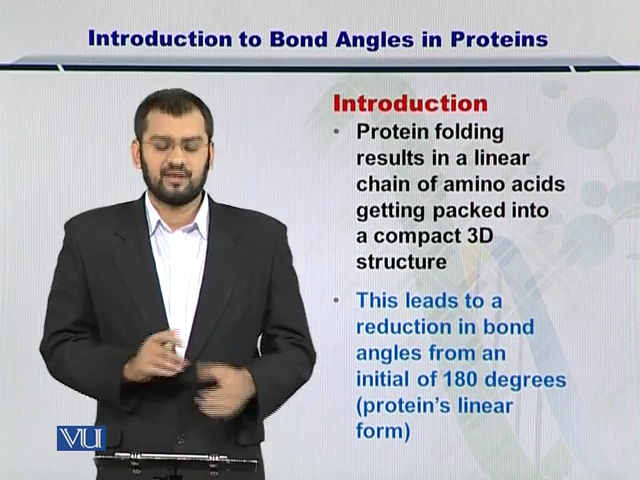 Introduction to Bond Angles in Proteins
Introduction
• Protein folding
results in a linear
chain of amino acids
getting packed into
a compact 3D
structure
• This leads to a
reduction in bond
angles from an
initial of 180 degrees
(protein's linear
form)
VU